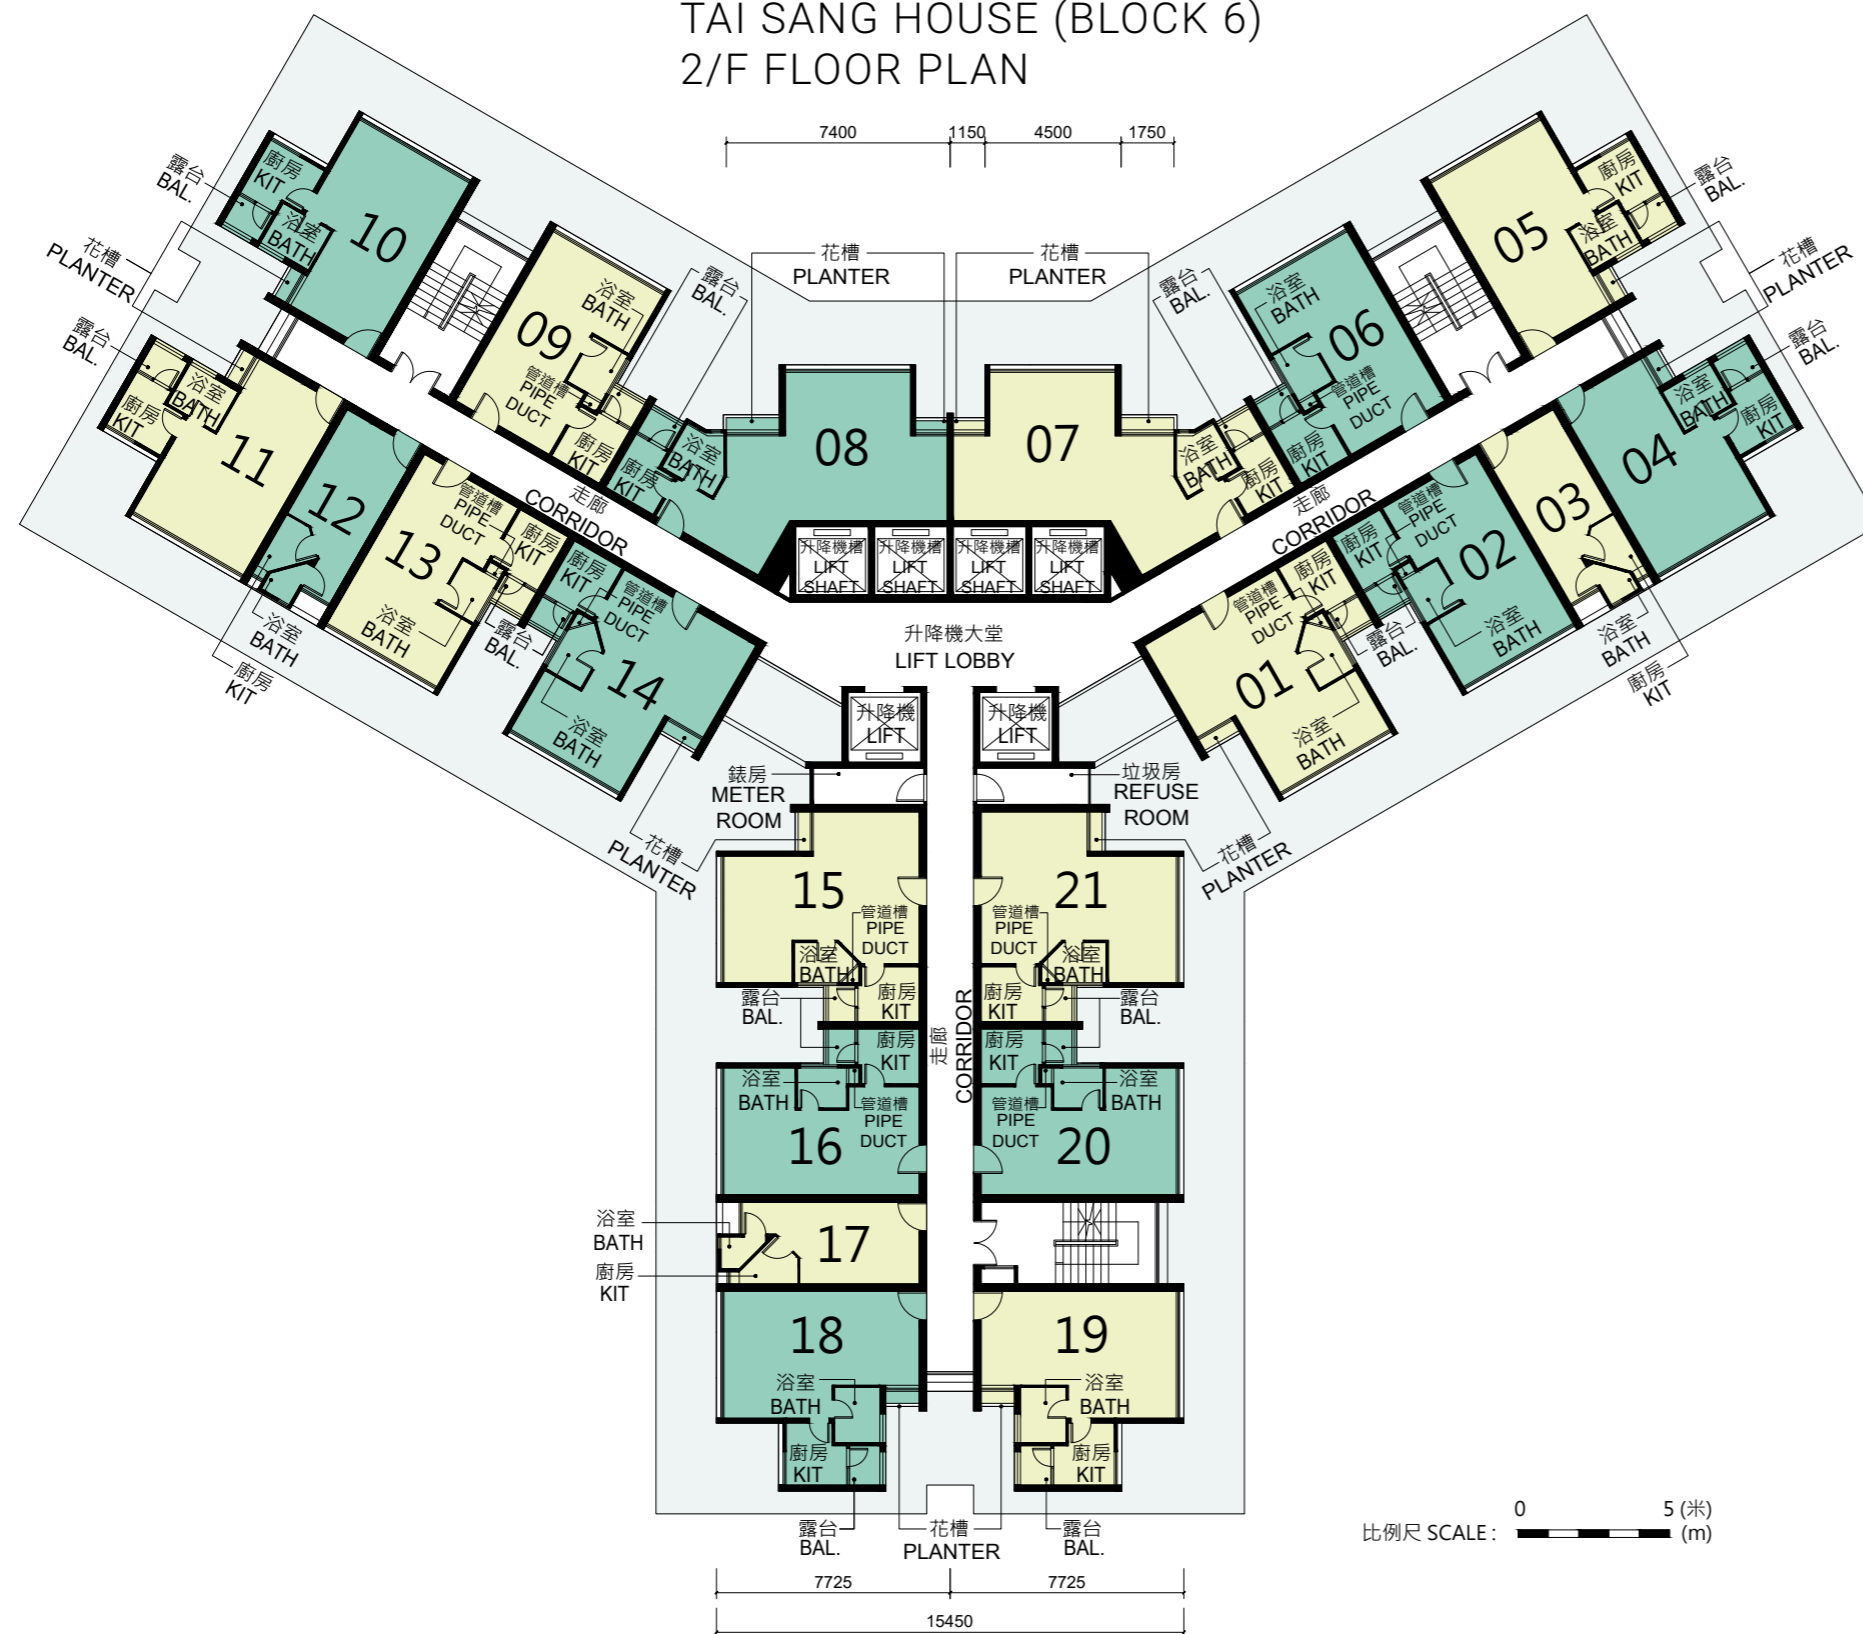 TAI SANG HOUSE (BLOCK 6)
2/F FLOOR PLAN
7400
1150
4500
1750
露台
BAL.
廚房
KIT
浴室
BATH
10
花槽
PLANTER
露台
BAL.
浴室
BATH
廚房
KIT
11
12
浴室
BATH
廚房
KIT
浴室
BATH
09
管道槽
PIPE
DUCT
廚房
KIT
露台
BAL.
花槽
PLANTER
廚房
KIT
浴室
BATH
08
花槽
PLANTER
07
浴室
BATH
廚房
KIT
露台
BAL.
浴室
BATH
06
管道槽
PIPE
DUCT
廚房
KIT
05
廚房
KIT
浴室
BATH
露台
BAL.
花槽
PLANTER
露台
BAL.
浴室
BATH
廚房
KIT
04
03
浴室
BATH
廚房
KIT
走廊
CORRIDOR
走廊
CORRIDOR
13
管道槽
PIPE
DUCT
廚房
KIT
浴室
BATH
露台
BAL.
廚房
KIT
管道槽
PIPE
DUCT
14
浴室
BATH
升降機槽
LIFT
SHAFT
升降機槽
LIFT
SHAFT
升降機槽
LIFT
SHAFT
升降機槽
LIFT
SHAFT
升降機大堂
LIFT LOBBY
廚房
KIT
管道槽
PIPE
DUCT
02
浴室
BATH
露台
BAL.
廚房
KIT
管道槽
PIPE
DUCT
01
浴室
BATH
升降機
LIFT
升降機
LIFT
錶房
METER
ROOM
垃圾房
REFUSE
ROOM
花槽
PLANTER
花槽
PLANTER
15
管道槽
PIPE
DUCT
浴室
BATH
廚房
KIT
露台
BAL.
21
管道槽
PIPE
DUCT
浴室
BATH
廚房
KIT
露台
BAL.
走廊
CORRIDOR
廚房
KIT
浴室
BATH
管道槽
PIPE
DUCT
16
廚房
KIT
浴室
BATH
管道槽
PIPE
DUCT
20
浴室
BATH
廚房
KIT
17
18
浴室
BATH
廚房
KIT
19
浴室
BATH
廚房
KIT
露台
BAL.
花槽
PLANTER
露台
BAL.
7725
7725
15450
0
5 (米)
比例尺 SCALE :
(m)